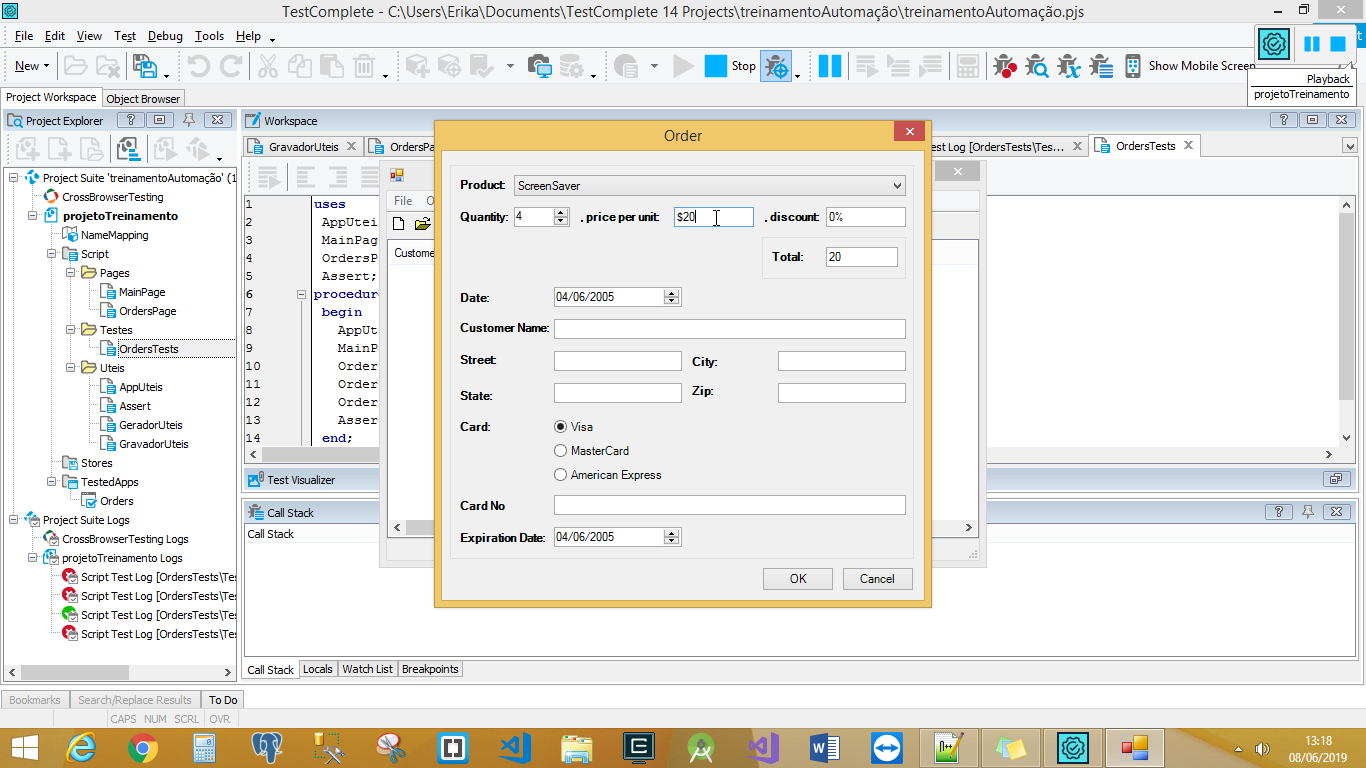 TestComplete - C:\Users\Erika\Documents\TestComplete 14 Projects\treinamentoAutomação\treinamentoAutomação.pjs
File Edit View Test Debug Tools Help
New Stop Show Mobile Screen
Playback
projetoTreinamento
Project Workspace Object Browser
Project Explorer
Project Suite 'treinamentoAutomação' (1
CrossBrowserTesting
projetoTreinamento
NameMapping
Script
Pages
MainPage
OrdersPage
Testes
OrdersTests
Uteis
AppUteis
Assert
GeradorUteis
GravadorUteis
Stores
TestedApps
Orders
Project Suite Logs
CrossBrowserTesting Logs
projetoTreinamento Logs
Script Test Log [OrdersTests\Tes
Script Test Log [OrdersTests\Tes
Script Test Log [OrdersTests\Tes
Script Test Log [OrdersTests\Tes
Workspace
GravadorUteis OrdersPa est Log [OrdersTests\Tes... OrdersTests
1 uses
2 AppUtei
3 MainPag
4 OrdersP
5 Assert;
6 procedur
7 begin
8 AppUte
9 MainP
10 Order
11 Order
12 Order
13 Asser
14 end;
File O
Custome
Order
Product: ScreenSaver
Quantity: 4 . price per unit: $20 . discount: 0%
Total: 20
Date: 04/06/2005
Customer Name:
Street: City:
State: Zip:
Card: Visa
MasterCard
American Express
Card No
Expiration Date: 04/06/2005
OK Cancel
Test Visualizer
Call Stack
Call Stack
Call Stack Locals Watch List Breakpoints
Bookmarks Search/Replace Results To Do
CAPS NUM SCRL OVR
13:18
08/06/2019